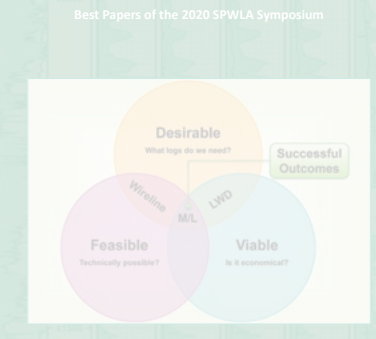 Best Papers of the 2020 SPWLA Symposium
Desirable
What logs do we need?
Successful
Outcomes
Wireline
LWD
M/L
Feasible
Technically possible?
Viable
Is it economical?